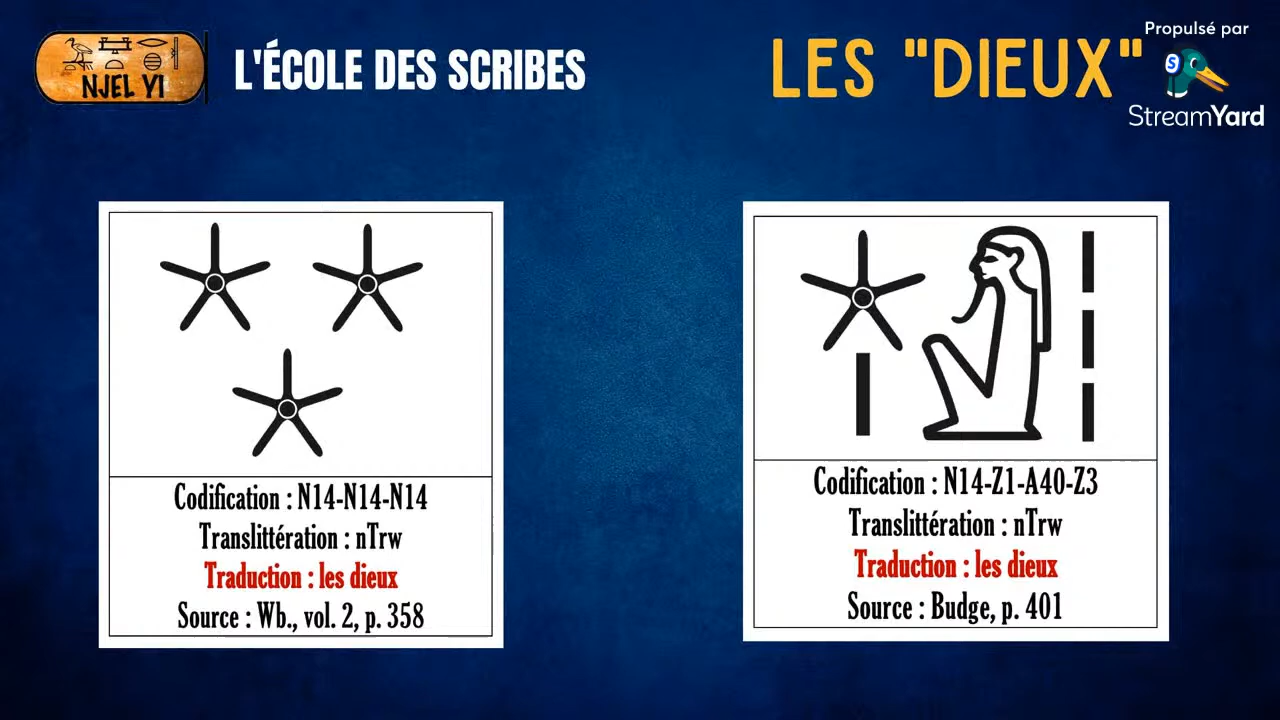 NJEL YI
L'ÉCOLE DES SCRIBES
LES "DIEUX"
Propulsé par
StreamYard
Codification : N14-N14-N14
Translittération : nTrw
Traduction : les dieux
Source : Wb., vol. 2, p. 358
Codification : N14-Z1-A40-Z3
Translittération : nTrw
Traduction : les dieux
Source : Budge, p. 401